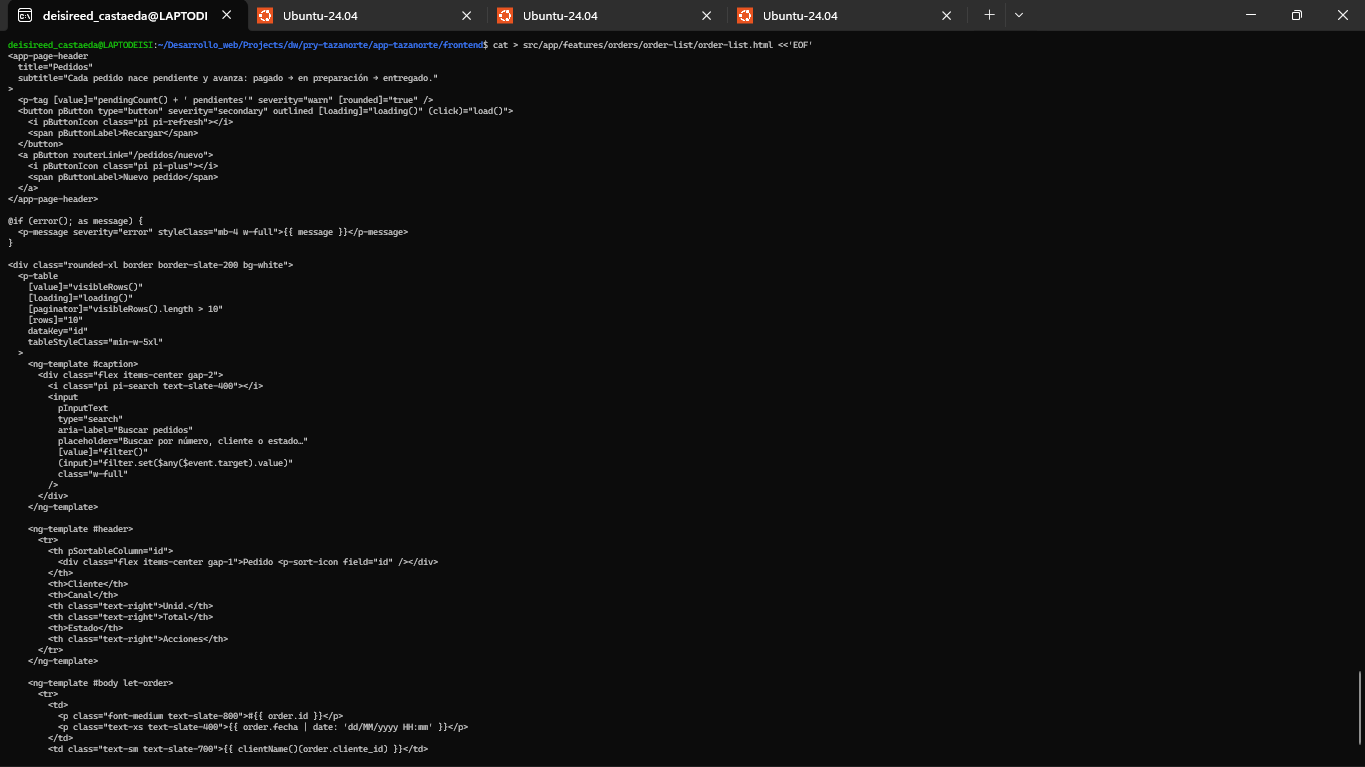 deisireed_castaeda@LAPTODI
Ubuntu-24.04
Ubuntu-24.04
Ubuntu-24.04
deisireed_castaeda@LAPTODEISI:~/Desarrollo_web/Projects/dw/pry-tazanorte/app-tazanorte/frontend$ cat > src/app/features/orders/order-list/order-list.html <<'EOF'
<app-page-header
  title="Pedidos"
  subtitle="Cada pedido nace pendiente y avanza: pagado → en preparación → entregado."
>
  <p-tag [value]="pendingCount() + ' pendientes'" severity="warn" [rounded]="true" />
  <button pButton type="button" severity="secondary" outlined [loading]="loading()" (click)="load()">
    <i pButtonIcon class="pi pi-refresh"></i>
    <span pButtonLabel>Recargar</span>
  </button>
  <a pButton routerLink="/pedidos/nuevo">
    <i pButtonIcon class="pi pi-plus"></i>
    <span pButtonLabel>Nuevo pedido</span>
  </a>
</app-page-header>

@if (error(); as message) {
  <p-message severity="error" styleClass="mb-4 w-full">{{ message }}</p-message>
}

<div class="rounded-xl border border-slate-200 bg-white">
  <p-table
    [value]="visibleRows()"
    [loading]="loading()"
    [paginator]="visibleRows().length > 10"
    [rows]="10"
    dataKey="id"
    tableStyleClass="min-w-5xl"
  >
    <ng-template #caption>
      <div class="flex items-center gap-2">
        <i class="pi pi-search text-slate-400"></i>
        <input
          pInputText
          type="search"
          aria-label="Buscar pedidos"
          placeholder="Buscar por número, cliente o estado…"
          [value]="filter()"
          (input)="filter.set($any($event.target).value)"
          class="w-full"
        />
      </div>
    </ng-template>

    <ng-template #header>
      <tr>
        <th pSortableColumn="id">
          <div class="flex items-center gap-1">Pedido <p-sort-icon field="id" /></div>
        </th>
        <th>Cliente</th>
        <th>Canal</th>
        <th class="text-right">Unid.</th>
        <th class="text-right">Total</th>
        <th>Estado</th>
        <th class="text-right">Acciones</th>
      </tr>
    </ng-template>

    <ng-template #body let-order>
      <tr>
        <td>
          <p class="font-medium text-slate-800">#{{ order.id }}</p>
          <p class="text-xs text-slate-400">{{ order.fecha | date: 'dd/MM/yyyy HH:mm' }}</p>
        </td>
        <td class="text-sm text-slate-700">{{ clientName()(order.cliente_id) }}</td>